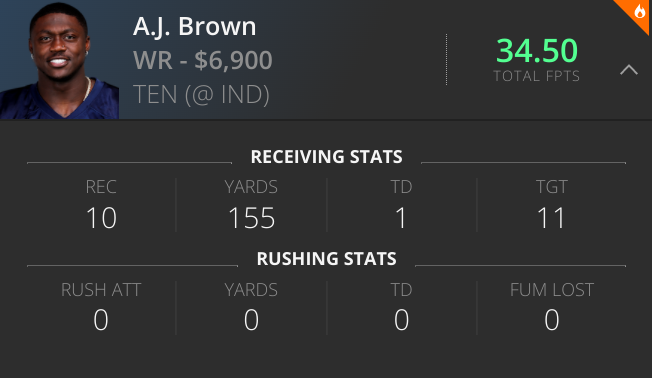 A.J. Brown
WR - $6,900
TEN (@ IND)
34.50
TOTAL FPTS
RECEIVING STATS
REC YARDS TD TGT
10 155 1 11
RUSHING STATS
RUSH ATT YARDS TD FUM LOST
0 0 0 0